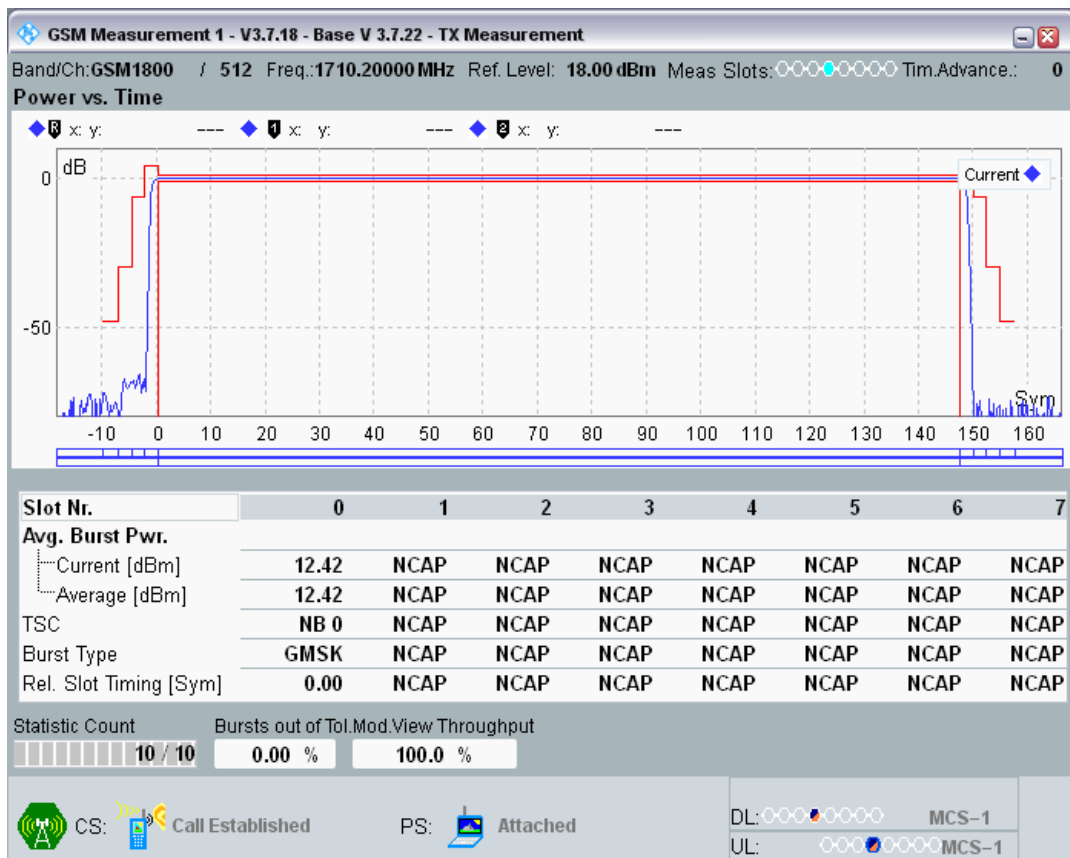 GSM Measurement 1 - V3.7.18 - Base V 3.7.22 - TX Measurement
Band/Ch:GSM1800 / 512 Freq.:1710.20000 MHz Ref. Level: 18.00 dBm Meas Slots: Tim.Advance.: 0
Power vs. Time
R x: y: --- 1 x: y: --- 2 x: y: ---
dB
Current
0
-50
Sym
-10 0 10 20 30 40 50 60 70 80 90 100 110 120 130 140 150 160
Slot Nr. 0 1 2 3 4 5 6 7
Avg. Burst Pwr.
Current [dBm] 12.42 NCAP NCAP NCAP NCAP NCAP NCAP NCAP
Average [dBm] 12.42 NCAP NCAP NCAP NCAP NCAP NCAP NCAP
TSC NB 0 NCAP NCAP NCAP NCAP NCAP NCAP NCAP
Burst Type GMSK NCAP NCAP NCAP NCAP NCAP NCAP NCAP
Rel. Slot Timing [Sym] 0.00 NCAP NCAP NCAP NCAP NCAP NCAP NCAP
Statistic Count Bursts out of Tol. Mod.View Throughput
10 / 10 0.00 % 100.0 %
CS: Call Established PS: Attached
DL: MCS-1
UL: MCS-1